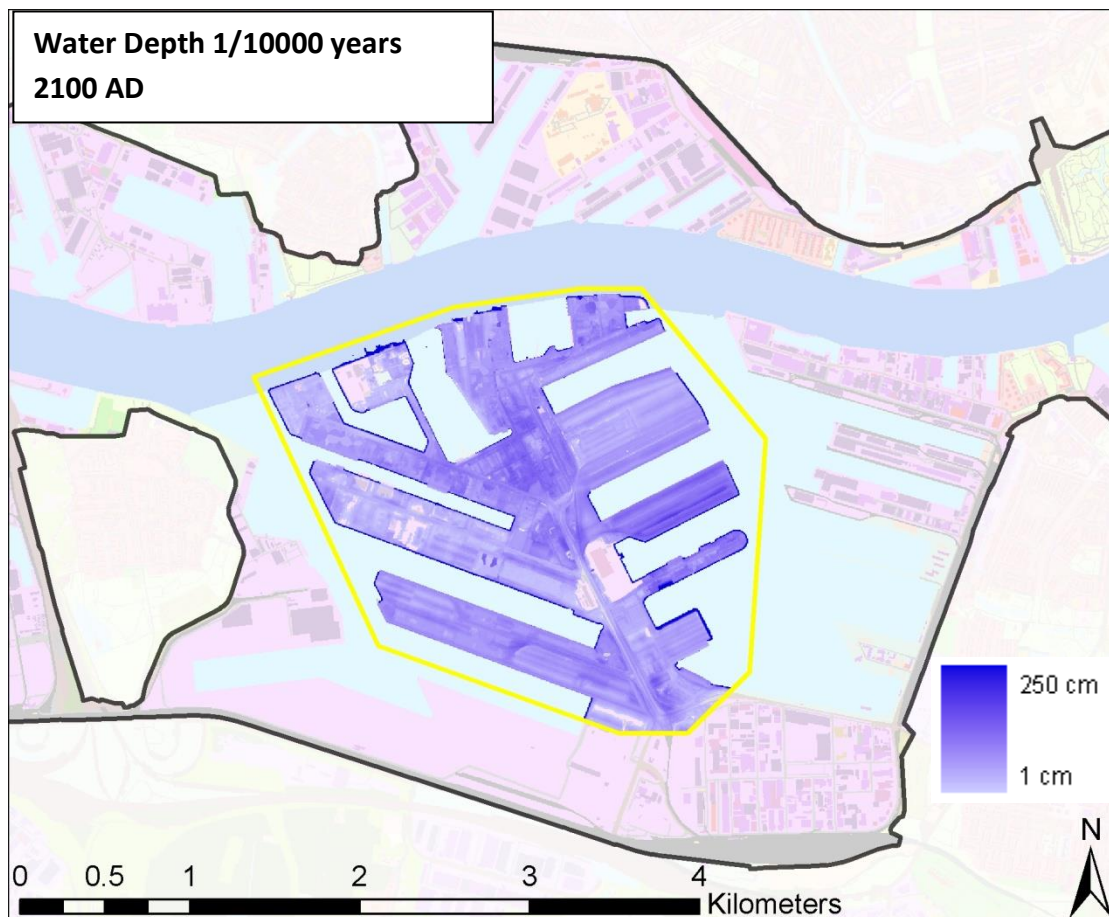 Water Depth 1/10000 years
2100 AD
250 cm
1 cm
N
0 0.5 1 2 3 4
Kilometers